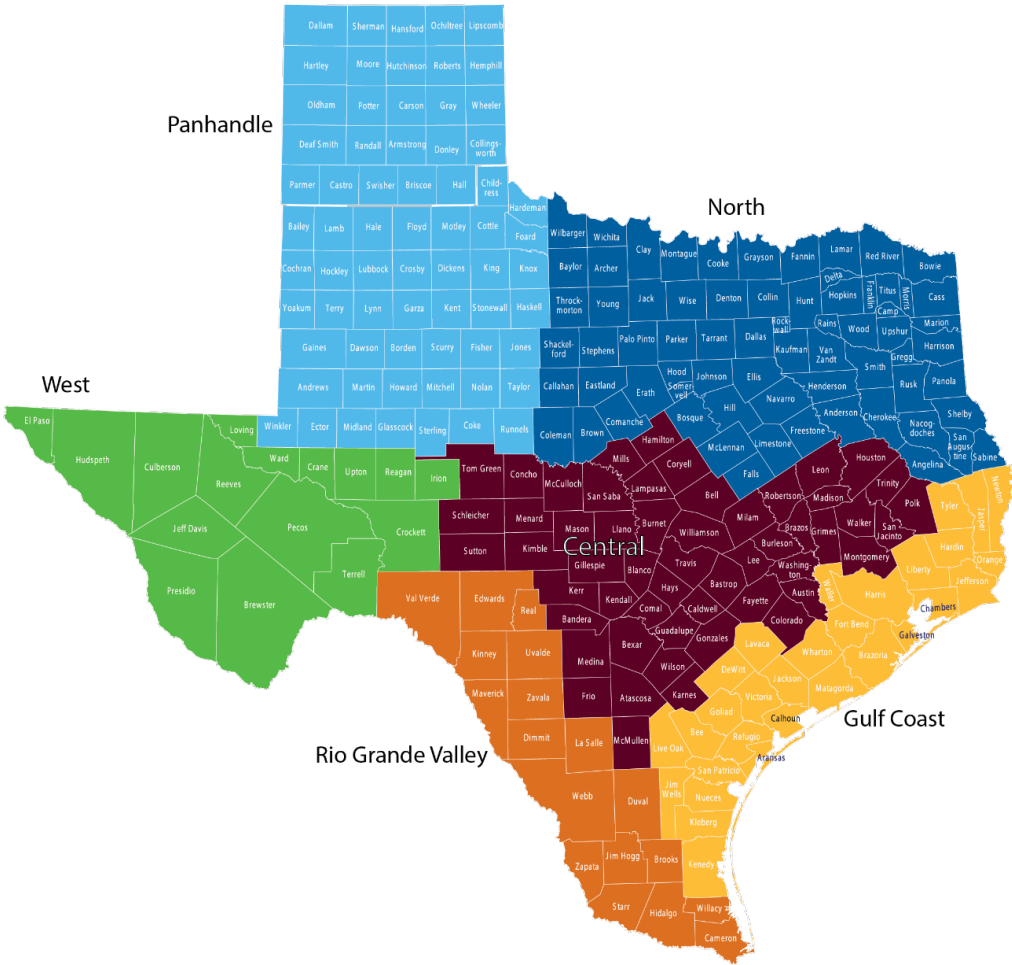 Dallam
Sherman
Hansford
Ochiltree
Lipscomb
Hartley
Moore
Hutchinson
Roberts
Hemphill
Oldham
Potter
Carson
Gray
Wheeler
Panhandle
Deaf Smith
Randall
Armstrong
Donley
Collings-
worth
Parmer
Castro
Swisher
Briscoe
Hall
Child-
ress
Hardeman
North
Bailey
Lamb
Hale
Floyd
Motley
Cottle
Foard
Wilbarger
Wichita
Clay
Montague
Cooke
Grayson
Fannin
Lamar
Red River
Bowie
Cochran
Hockley
Lubbock
Crosby
Dickens
King
Knox
Baylor
Archer
Delta
Franklin
Titus
Morris
Cass
Yoakum
Terry
Lynn
Garza
Kent
Stonewall
Haskell
Throck-
morton
Young
Jack
Wise
Denton
Collin
Hunt
Hopkins
Camp
Rock-
wall
Rains
Wood
Upshur
Marion
Gaines
Dawson
Borden
Scurry
Fisher
Jones
Shackel-
ford
Stephens
Palo Pinto
Parker
Tarrant
Dallas
Kaufman
Van
Zandt
Gregg
Harrison
Smith
West
Andrews
Martin
Howard
Mitchell
Nolan
Taylor
Callahan
Eastland
Erath
Hood
Somer-
vell
Johnson
Ellis
Henderson
Rusk
Panola
Navarro
El Paso
Loving
Winkler
Ector
Midland
Glasscock
Sterling
Coke
Runnels
Coleman
Brown
Comanche
Bosque
Hill
Freestone
Anderson
Cherokee
Nacog-
doches
Shelby
San
Augus
tine
Sabine
Hudspeth
Culberson
Reeves
Ward
Crane
Upton
Reagan
Irion
Tom Green
Concho
McCulloch
San Saba
Mills
Hamilton
Coryell
McLennan
Limestone
Falls
Leon
Houston
Angelina
Trinity
Polk
Newton
Jasper
Tyler
Lampasas
Bell
Robertson
Madison
Jeff Davis
Pecos
Crockett
Schleicher
Menard
Mason
Llano
Burnet
Williamson
Milam
Brazos
Grimes
Walker
San
Jacinto
Central
Sutton
Kimble
Gillespie
Blanco
Travis
Lee
Burleson
Washing-
ton
Montgomery
Liberty
Hardin
Orange
Jefferson
Presidio
Brewster
Terrell
Val Verde
Edwards
Real
Kerr
Kendall
Hays
Comal
Caldwell
Bastrop
Fayette
Austin
Colorado
Waller
Harris
Chambers
Galveston
Bandera
Bexar
Guadalupe
Gonzales
Lavaca
Fort Bend
Wharton
Brazoria
Kinney
Uvalde
Medina
Wilson
DeWitt
Jackson
Matagorda
Maverick
Zavala
Frio
Atascosa
Karnes
Victoria
Goliad
Calhoun
Gulf Coast
Rio Grande Valley
Dimmit
La Salle
McMullen
Live Oak
Bee
Refugio
Aransas
San Patricio
Webb
Duval
Jim
Wells
Nueces
Kleberg
Zapata
Jim Hogg
Brooks
Kenedy
Starr
Hidalgo
Willacy
Cameron